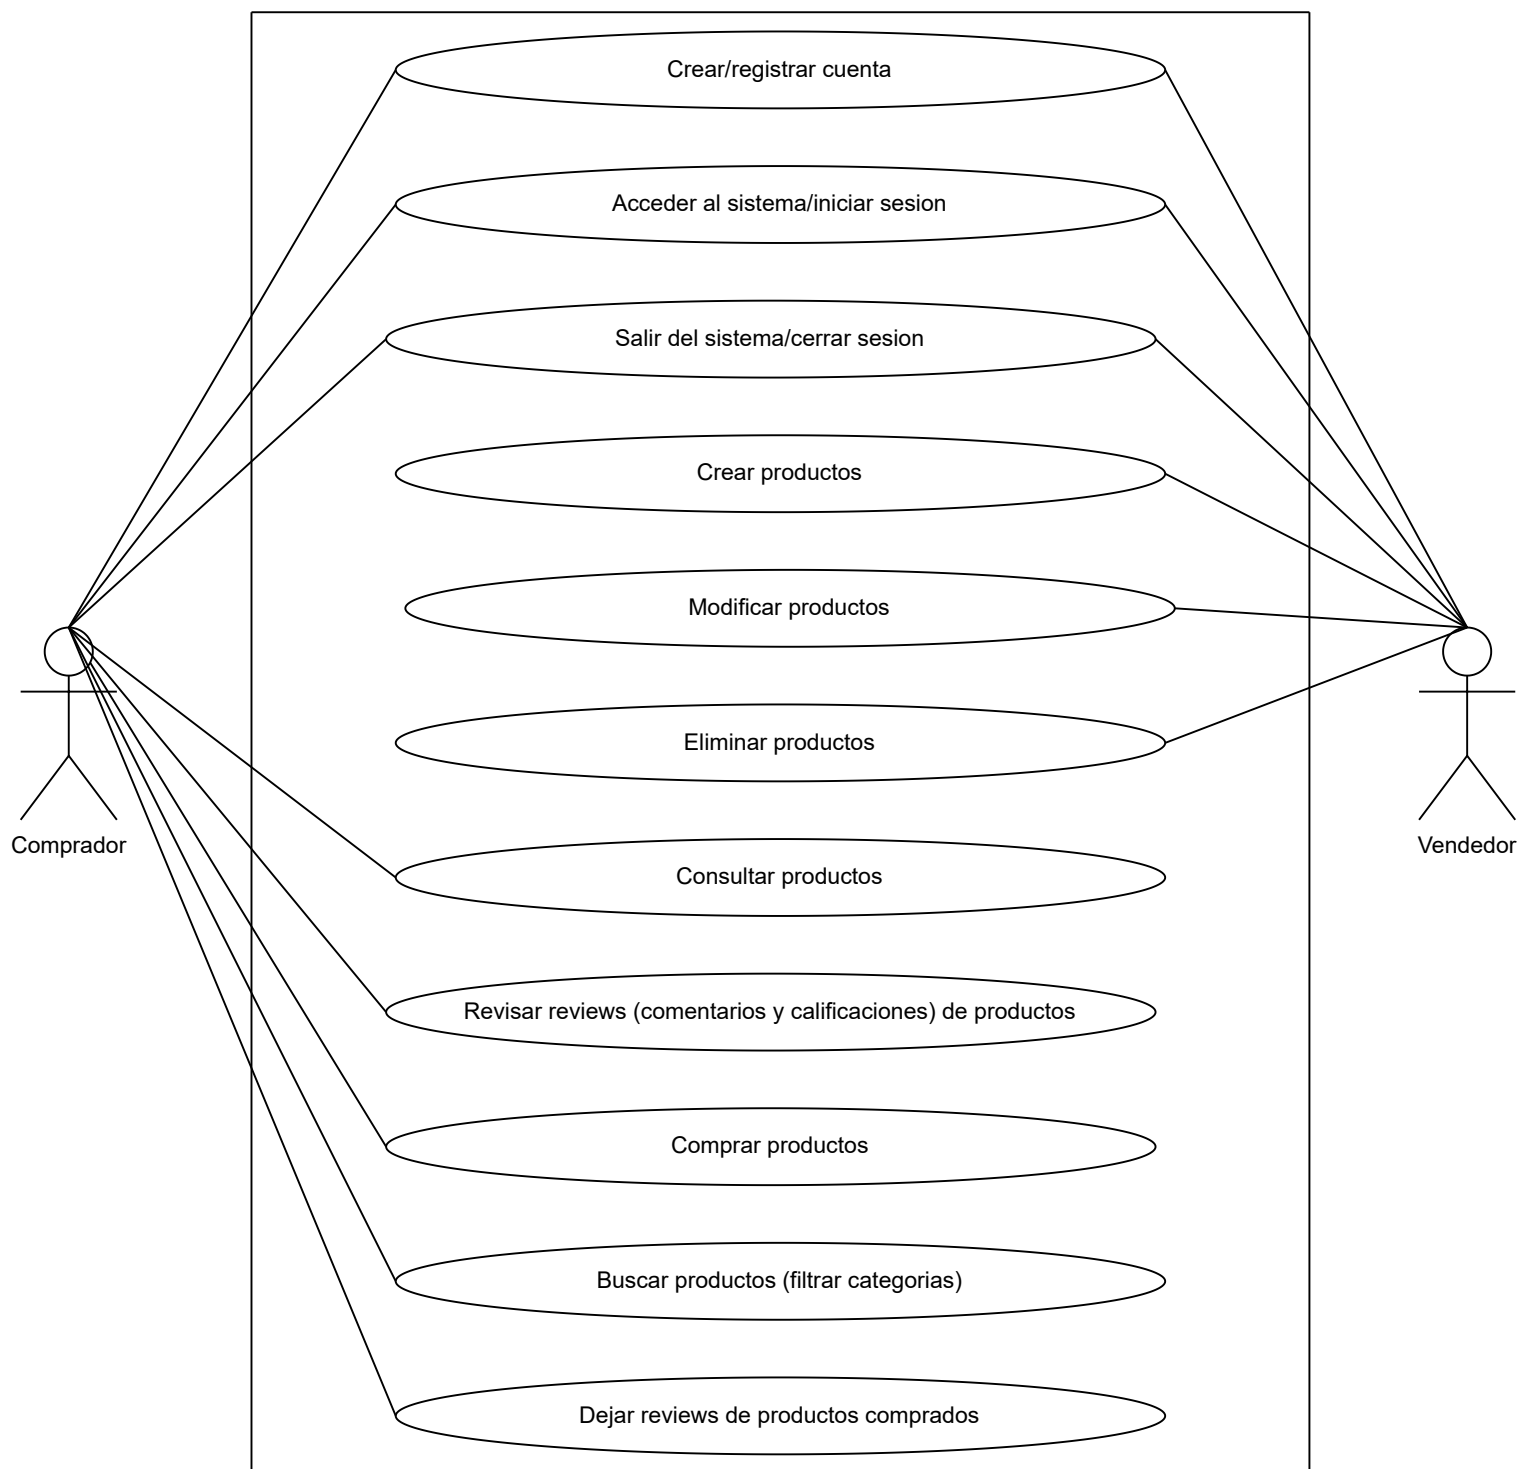 Crear/registrar cuenta
Acceder al sistema/iniciar sesion
Salir del sistema/cerrar sesion
Crear productos
Modificar productos
Eliminar productos
Comprador
Vendedor
Consultar productos
Revisar reviews (comentarios y calificaciones) de productos
Comprar productos
Buscar productos (filtrar categorias)
Dejar reviews de productos comprados